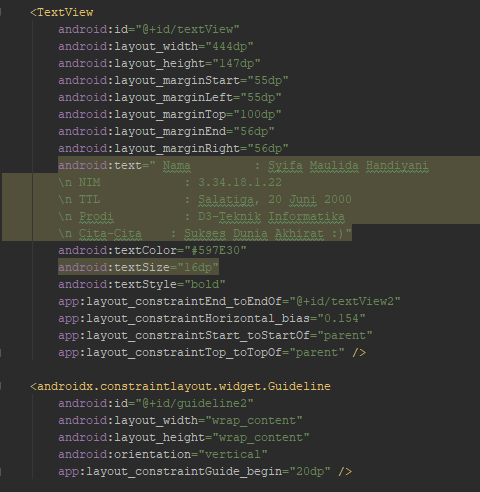 <TextView
android:id="@+id/textView"
android:layout_width="444dp"
android:layout_height="147dp"
android:layout_marginStart="55dp"
android:layout_marginLeft="55dp"
android:layout_marginTop="100dp"
android:layout_marginEnd="56dp"
android:layout_marginRight="56dp"
android:text=" Nama : Syifa Maulida Handiyani
\n NIM : 3.34.18.1.22
\n TTL : Salatiga, 20 Juni 2000
\n Prodi : D3-Teknik Informatika
\n Cita-Cita : Sukses Dunia Akhirat :)"
android:textColor="#597E30"
android:textSize="16dp"
android:textStyle="bold"
app:layout_constraintEnd_toEndOf="@+id/textView2"
app:layout_constraintHorizontal_bias="0.154"
app:layout_constraintStart_toStartOf="parent"
app:layout_constraintTop_toTopOf="parent" />
<androidx.constraintlayout.widget.Guideline
android:id="@+id/guideline2"
android:layout_width="wrap_content"
android:layout_height="wrap_content"
android:orientation="vertical"
app:layout_constraintGuide_begin="20dp" />